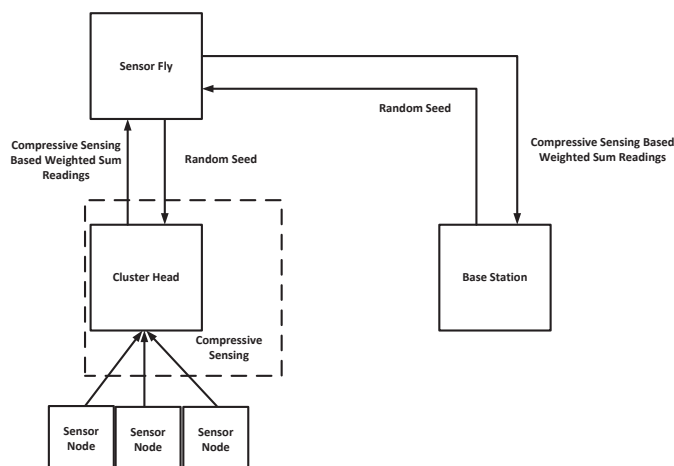 Sensor Fly
Random Seed
Compressive Sensing
Based Weighted Sum
Readings
Random Seed
Compressive Sensing Based
Weighted Sum Readings
Cluster Head
Base Station
Compressive
Sensing
Sensor
Node
Sensor
Node
Sensor
Node